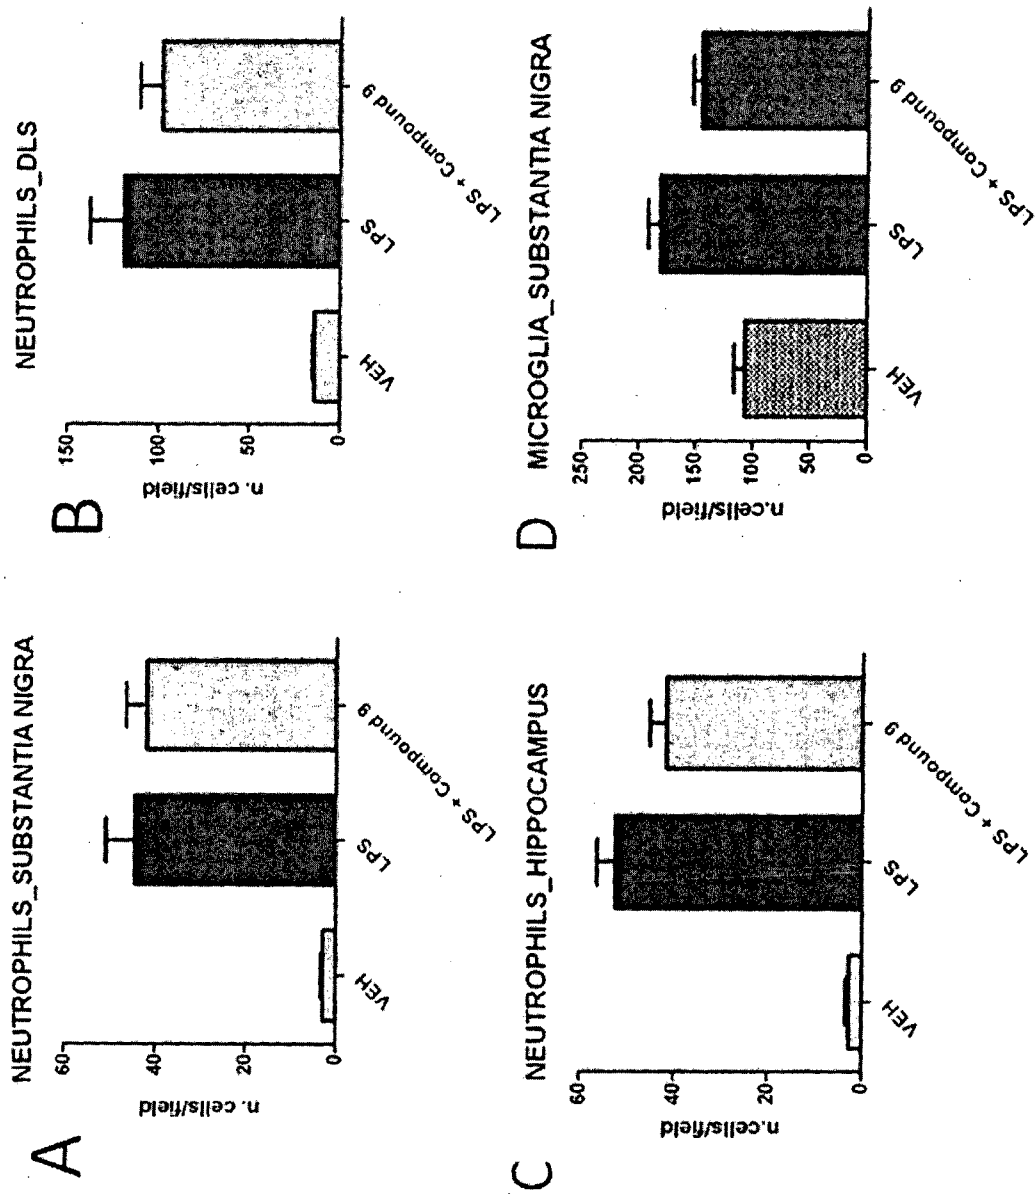 A
NEUTROPHILS_SUBSTANTIA NIGRA
n. cells/field
60
40
20
0
VEH
LPS
LPS + Compound 9
B
NEUTROPHILS_DLS
n. cells/field
150
100
50
0
VEH
LPS
LPS + Compound 9
C
NEUTROPHILS_HIPPOCAMPUS
n.cells/field
60
40
20
0
VEH
LPS
LPS + Compound 9
D
MICROGLIA_SUBSTANTIA NIGRA
n.cells/field
250
200
150
100
50
0
VEH
LPS
LPS + Compound 9